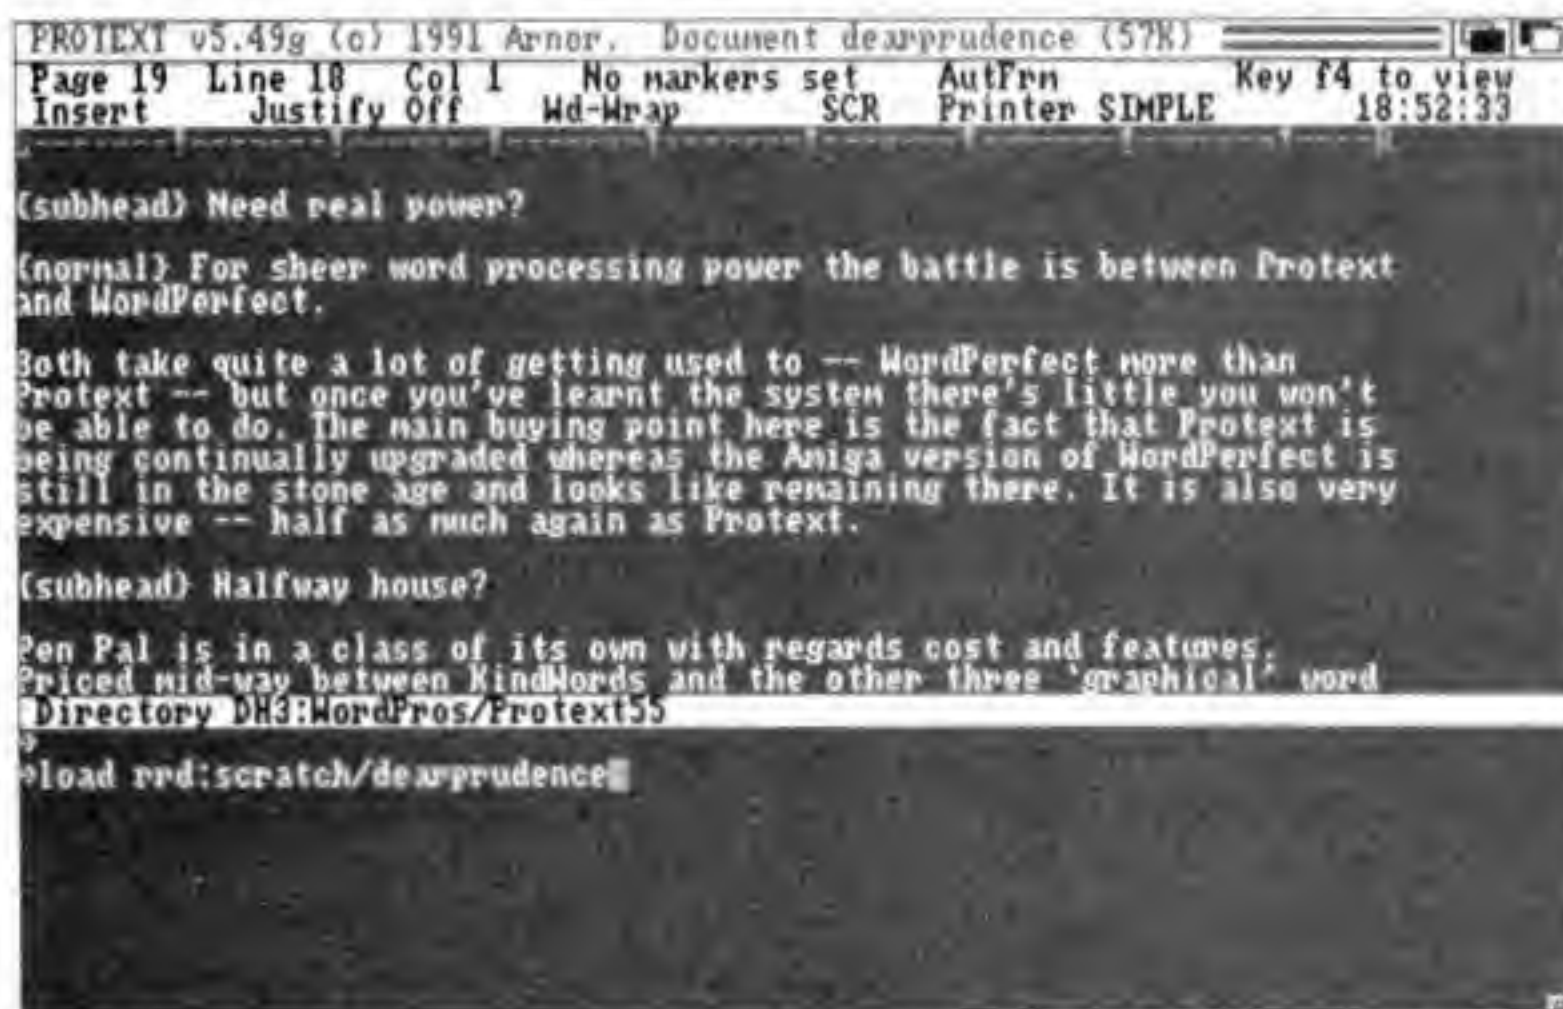 PROTEXT v5.49g (c) 1991 Arnor. Document dearprudence (57K)
Page 19 Line 18 Col 1 No markers set AutFrm Key f4 to view
Insert Justify Off Wd-Wrap SCR Printer SIMPLE 18:52:33
{subhead} Need real power?
{normal} For sheer word processing power the battle is between Protext
and WordPerfect.
Both take quite a lot of getting used to -- WordPerfect more than
Protext -- but once you've learnt the system there's little you won't
be able to do. The main buying point here is the fact that Protext is
being continually upgraded whereas the Amiga version of WordPerfect is
still in the stone age and looks like remaining there. It is also very
expensive -- half as much again as Protext.
{subhead} Halfway house?
Pen Pal is in a class of its own with regards cost and features.
Priced mid-way between KindWords and the other three 'graphical' word
Directory DH3:WordPros/Protext55
>
>load rrd:scratch/dearprudence